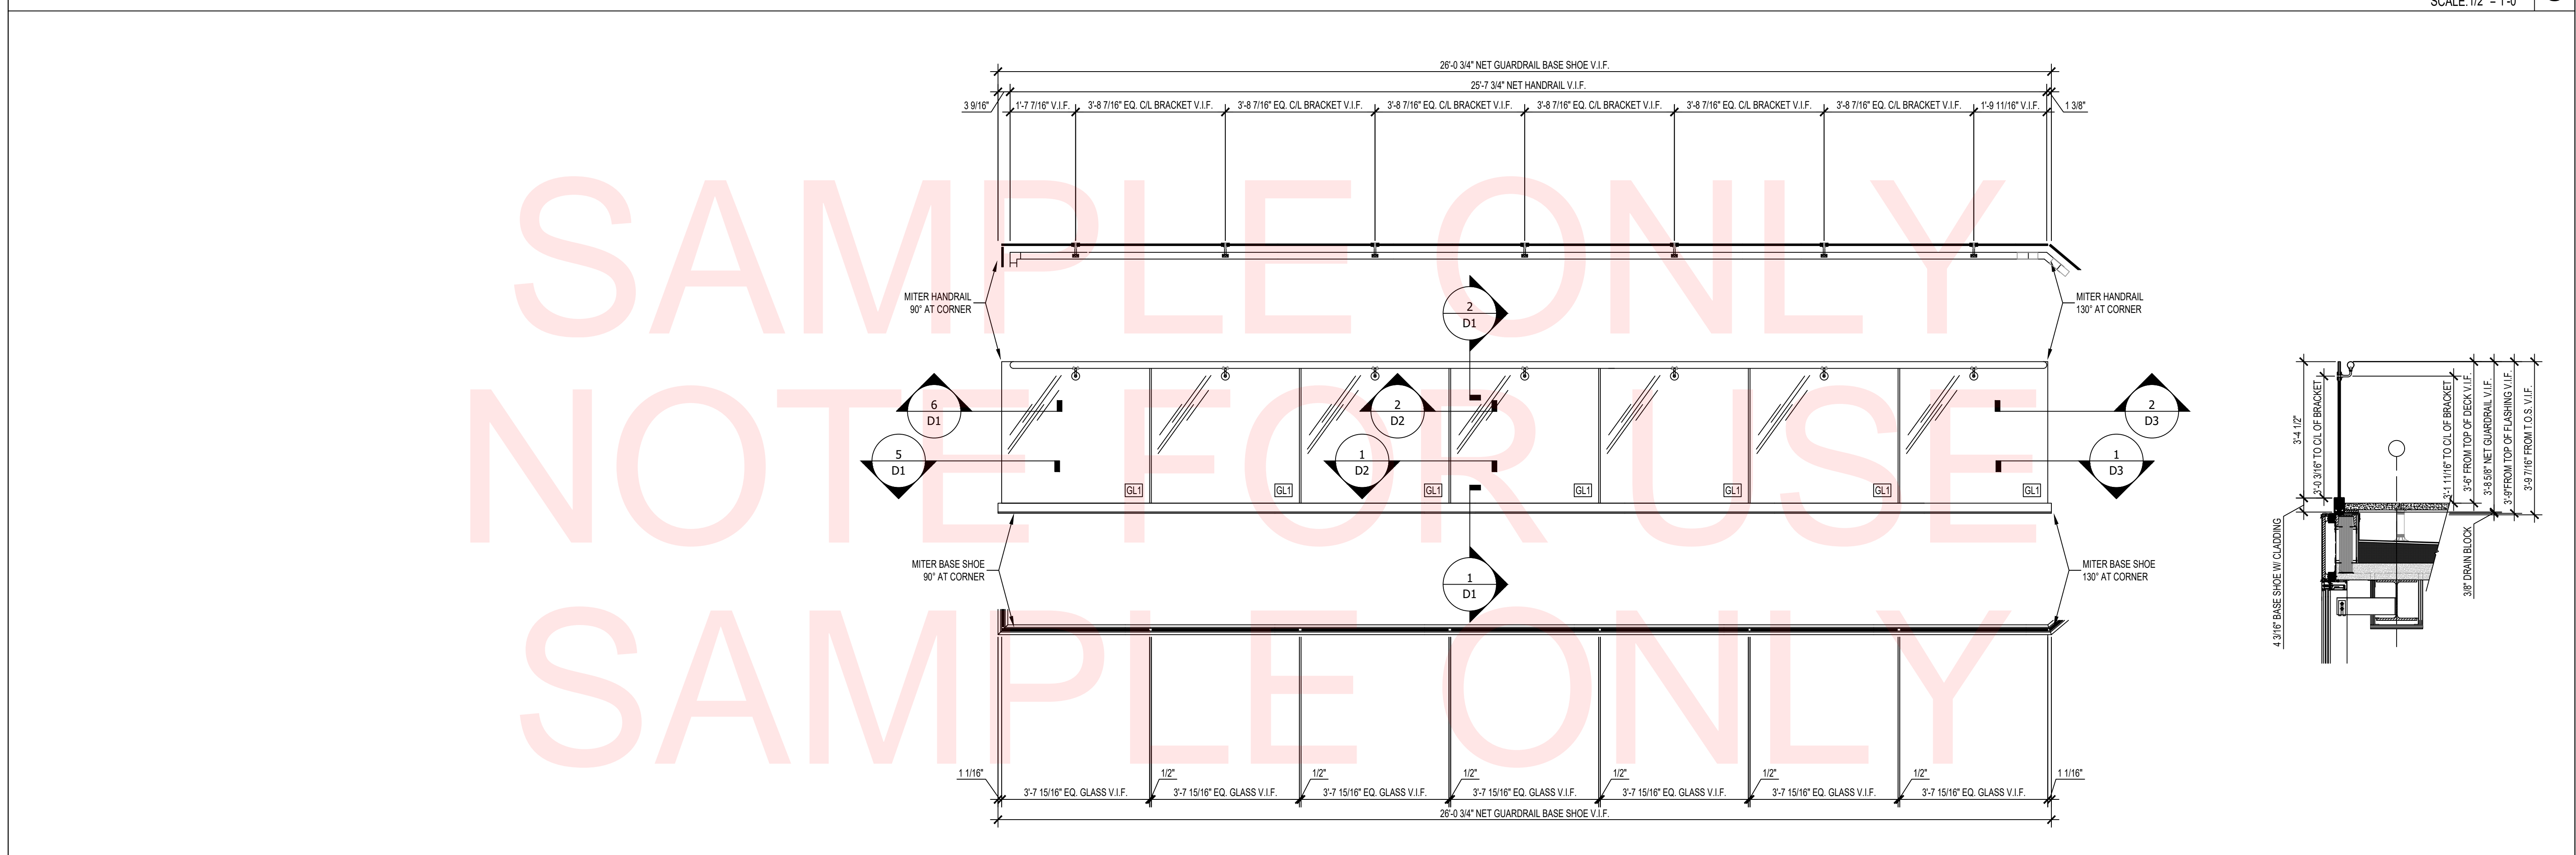 SCALE:1/2" = 1'-0"
26'-0 3/4" NET GUARDRAIL BASE SHOE V.I.F.
25'-7 3/4" NET HANDRAIL V.I.F.
3 9/16"
1'-7 7/16" V.I.F.
3'-8 7/16" EQ. C/L BRACKET V.I.F.
3'-8 7/16" EQ. C/L BRACKET V.I.F.
3'-8 7/16" EQ. C/L BRACKET V.I.F.
3'-8 7/16" EQ. C/L BRACKET V.I.F.
3'-8 7/16" EQ. C/L BRACKET V.I.F.
3'-8 7/16" EQ. C/L BRACKET V.I.F.
1'-9 11/16" V.I.F.
1 3/8"
SAMPLE ONLY
NOTE FOR USE
SAMPLE ONLY
MITER HANDRAIL
90° AT CORNER
2
D1
MITER HANDRAIL
130° AT CORNER
6
D1
2
D2
2
D3
5
D1
1
D2
1
D3
GL1
GL1
GL1
GL1
GL1
GL1
GL1
MITER BASE SHOE
90° AT CORNER
1
D1
MITER BASE SHOE
130° AT CORNER
1 1/16"
1/2"
1/2"
1/2"
1/2"
1/2"
1/2"
1 1/16"
3'-7 15/16" EQ. GLASS V.I.F.
3'-7 15/16" EQ. GLASS V.I.F.
3'-7 15/16" EQ. GLASS V.I.F.
3'-7 15/16" EQ. GLASS V.I.F.
3'-7 15/16" EQ. GLASS V.I.F.
3'-7 15/16" EQ. GLASS V.I.F.
3'-7 15/16" EQ. GLASS V.I.F.
26'-0 3/4" NET GUARDRAIL BASE SHOE V.I.F.
4 3/16" BASE SHOE W/ CLADDING
3'-4 1/2"
3'-0 3/16" TO C/L OF BRACKET
3'-1 11/16" TO C/L OF BRACKET
3'-6" FROM TOP OF DECK V.I.F.
3/8" DRAIN BLOCK
3'-8 5/8" NET GUARDRAIL V.I.F.
3'-9"FROM TOP OF FLASHING V.I.F.
3'-9 7/16" FROM T.O.S. V.I.F.